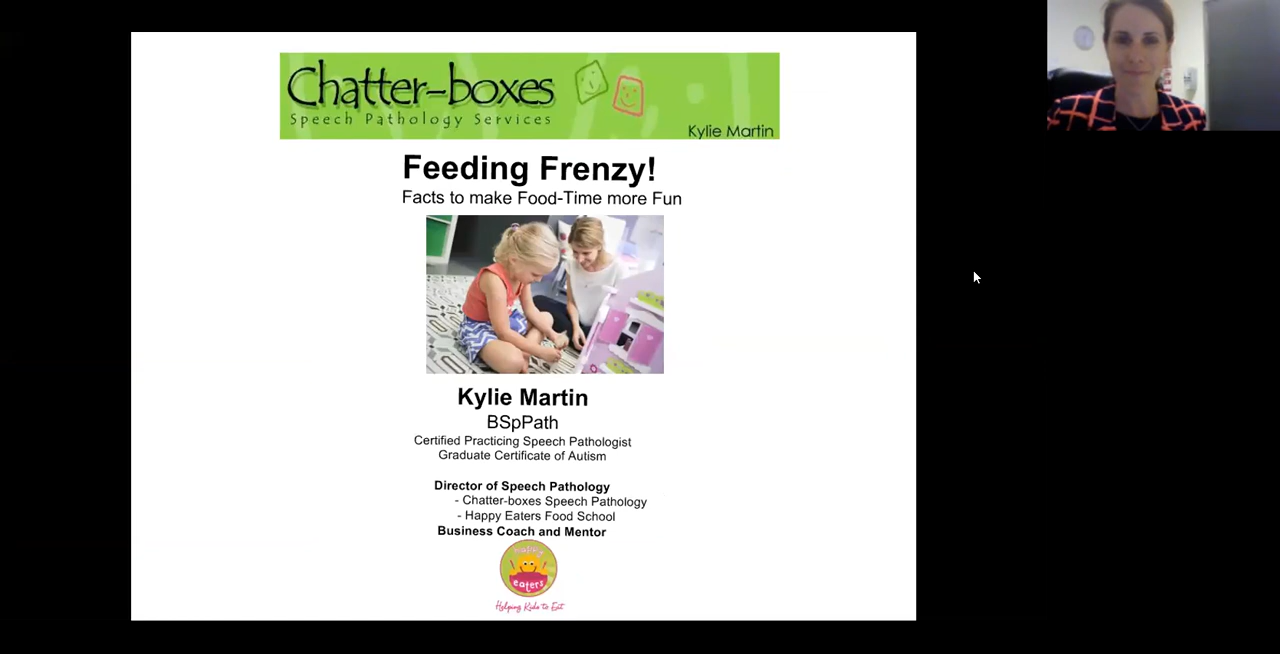 Chatter-boxes
Speech Pathology Services
Kylie Martin
Feeding Frenzy!
Facts to make Food-Time more Fun
Kylie Martin
BSpPath
Certified Practicing Speech Pathologist
Graduate Certificate of Autism
Director of Speech Pathology
- Chatter-boxes Speech Pathology
- Happy Eaters Food School
Business Coach and Mentor
happy
eaters
Helping Kids to Eat